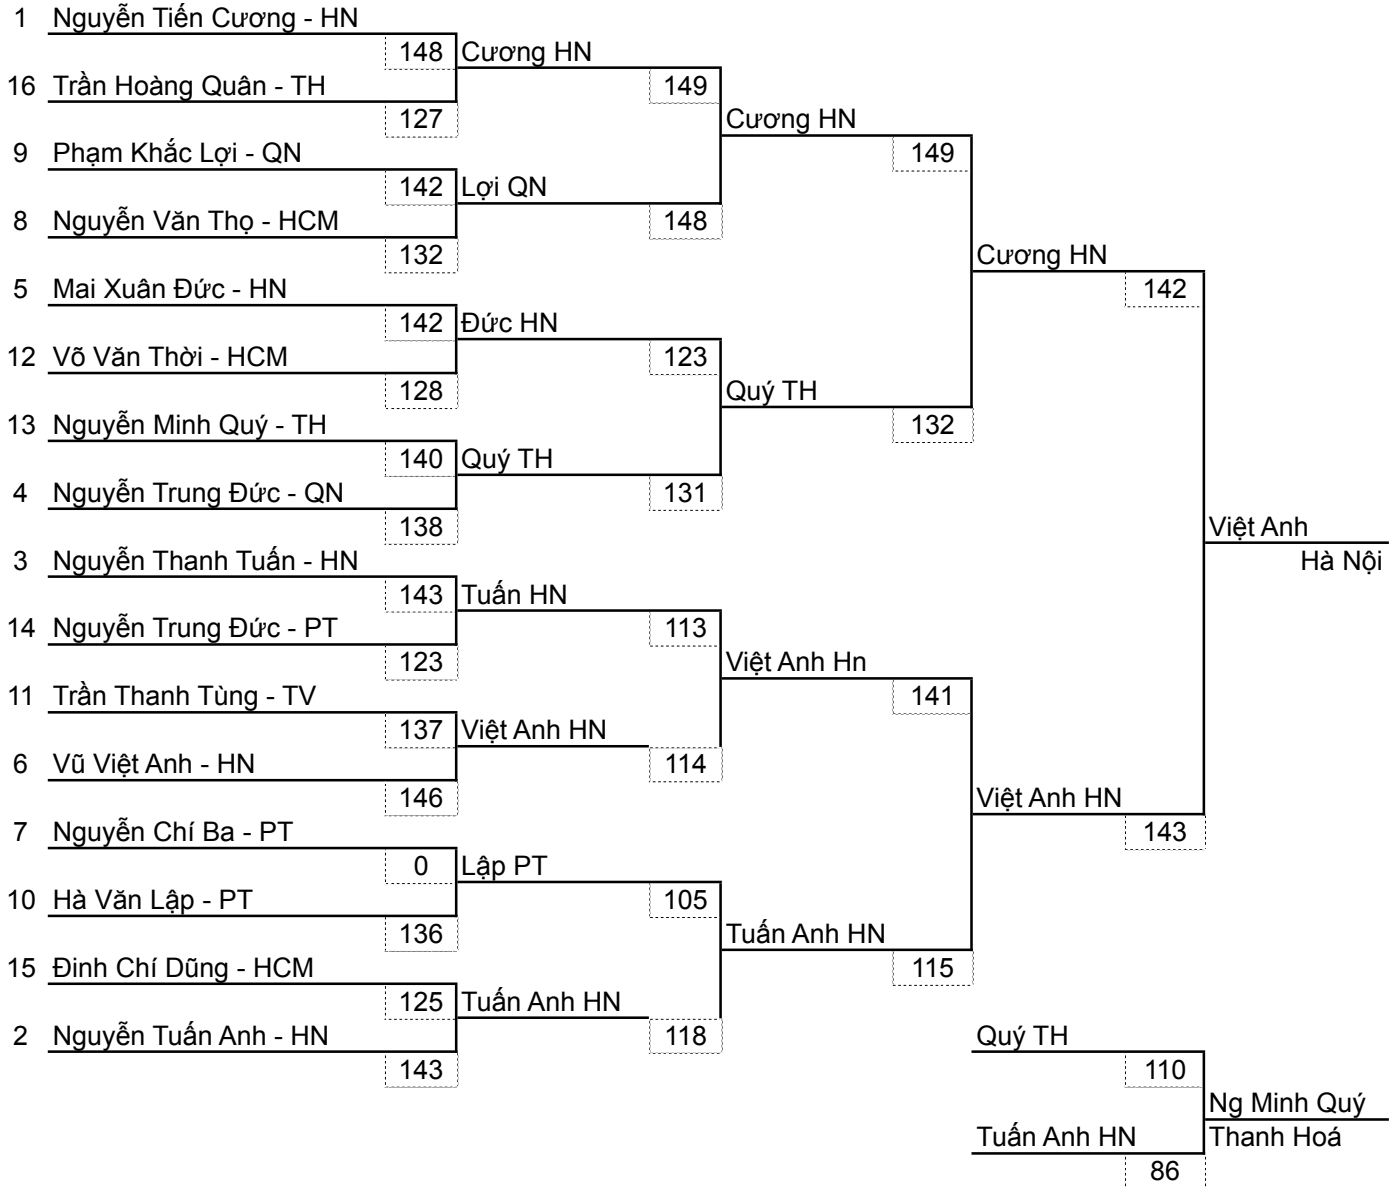 1 Nguyễn Tiến Cương - HN
148 Cương HN
16 Trần Hoàng Quân - TH 149
127 Cương HN
9 Phạm Khắc Lợi - QN 149
142 Lợi QN
8 Nguyễn Văn Thọ - HCM 148
132 Cương HN
5 Mai Xuân Đức - HN 142
142 Đức HN
12 Võ Văn Thời - HCM 123
128 Quý TH
13 Nguyễn Minh Quý - TH 132
140 Quý TH
4 Nguyễn Trung Đức - QN 131
138 Việt Anh
3 Nguyễn Thanh Tuấn - HN Hà Nội
143 Tuấn HN
14 Nguyễn Trung Đức - PT 113
123 Việt Anh Hn
11 Trần Thanh Tùng - TV 141
137 Việt Anh HN
6 Vũ Việt Anh - HN 114
146 Việt Anh HN
7 Nguyễn Chí Ba - PT 143
0 Lập PT
10 Hà Văn Lập - PT 105
136 Tuấn Anh HN
15 Đinh Chí Dũng - HCM 115
125 Tuấn Anh HN
2 Nguyễn Tuấn Anh - HN 118 Quý TH
143 110
Ng Minh Quý
Tuấn Anh HN Thanh Hoá
86